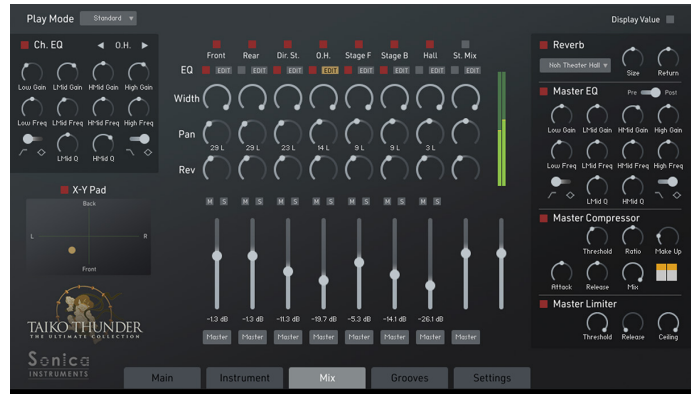 Play Mode Standard Display Value
Ch. EQ O.H.
Low Gain LMid Gain HMid Gain High Gain
Low Freq LMid Freq HMid Freq High Freq
LMid Q HMid Q
X-Y Pad
Back
L R
Front
TAIKO THUNDER
THE ULTIMATE COLLECTION
Sonica
INSTRUMENTS
Front Rear Dir. St. O.H. Stage F Stage B Hall St. Mix
EQ EDIT EDIT EDIT EDIT EDIT EDIT EDIT EDIT
Width
Pan
29 L 29 L 23 L 14 L 9 L 9 L 3 L
Rev
M S M S M S M S M S M S M S
-1.3 dB -1.3 dB -11.3 dB -19.7 dB -5.3 dB -14.1 dB -26.1 dB
Master Master Master Master Master Master Master Master
Reverb
Noh Theater Hall
Size Return
Master EQ Pre Post
Low Gain LMid Gain HMid Gain High Gain
Low Freq LMid Freq HMid Freq High Freq
LMid Q HMid Q
Master Compressor
Threshold Ratio Make Up
Attack Release Mix
Master Limiter
Threshold Release Ceiling
Main Instrument Mix Grooves Settings